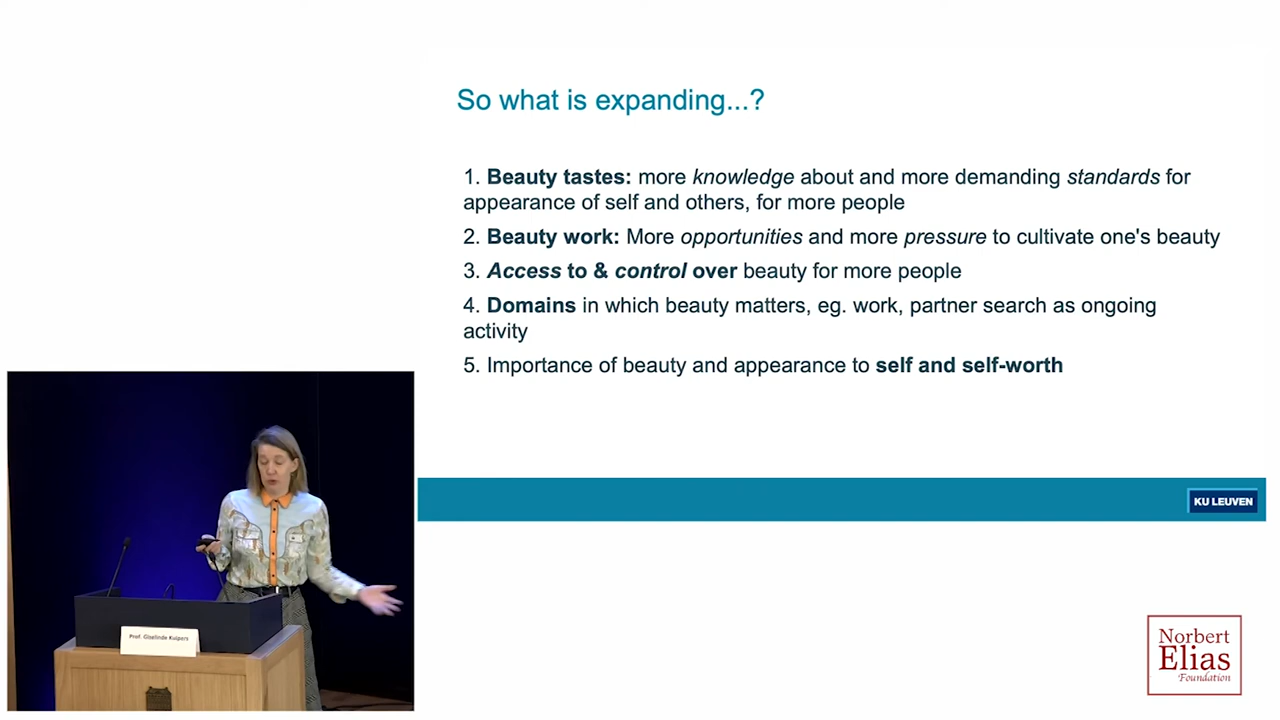 So what is expanding...?
1. Beauty tastes: more knowledge about and more demanding standards for
appearance of self and others, for more people
2. Beauty work: More opportunities and more pressure to cultivate one's beauty
3. Access to & control over beauty for more people
4. Domains in which beauty matters, eg. work, partner search as ongoing
activity
5. Importance of beauty and appearance to self and self-worth
KU LEUVEN
Prof. Giselinde Kuipers
Norbert
Elias
Foundation